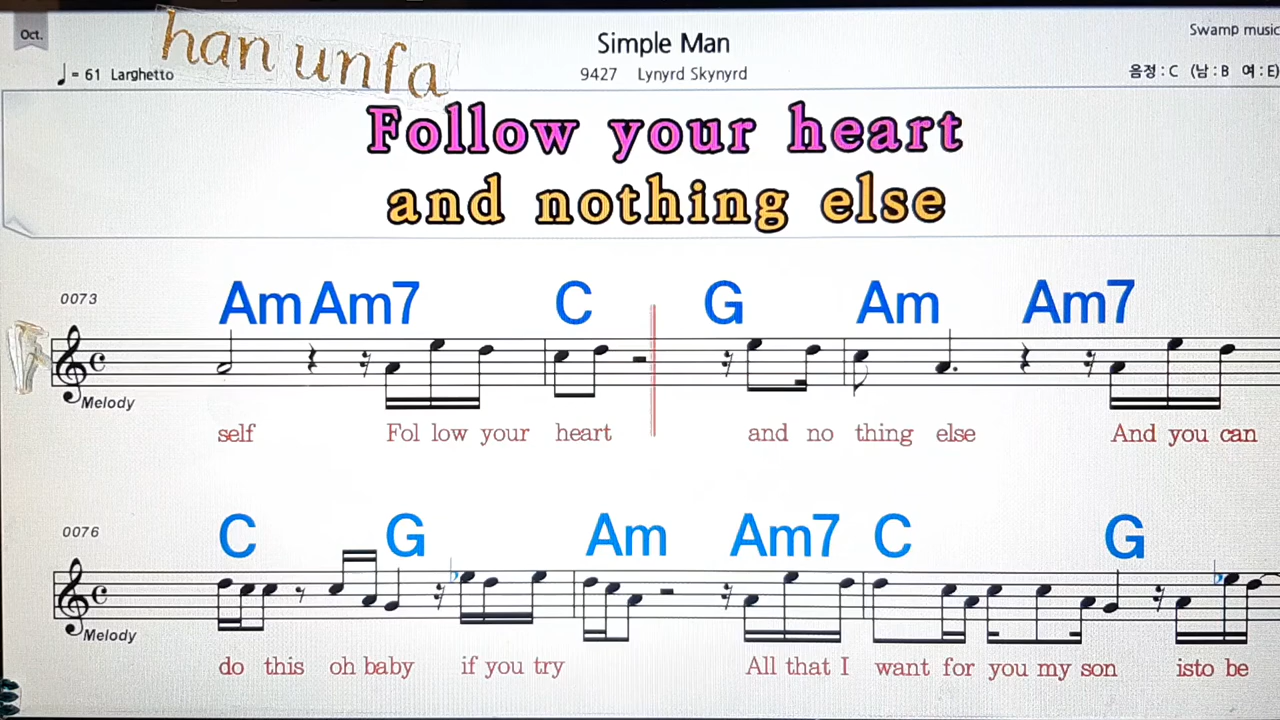 Oct.
han unfa
Simple Man
Swamp music
♩= 61 Larghetto
9427 Lynyrd Skynyrd
음정 : C (남 : B 여 : E)
Follow your heart
and nothing else
0073
Am Am7 C G Am Am7
Melody
self Fol low your heart and no thing else And you can
0076
C G Am Am7 C G
Melody
do this oh baby if you try All that I want for you my son isto be